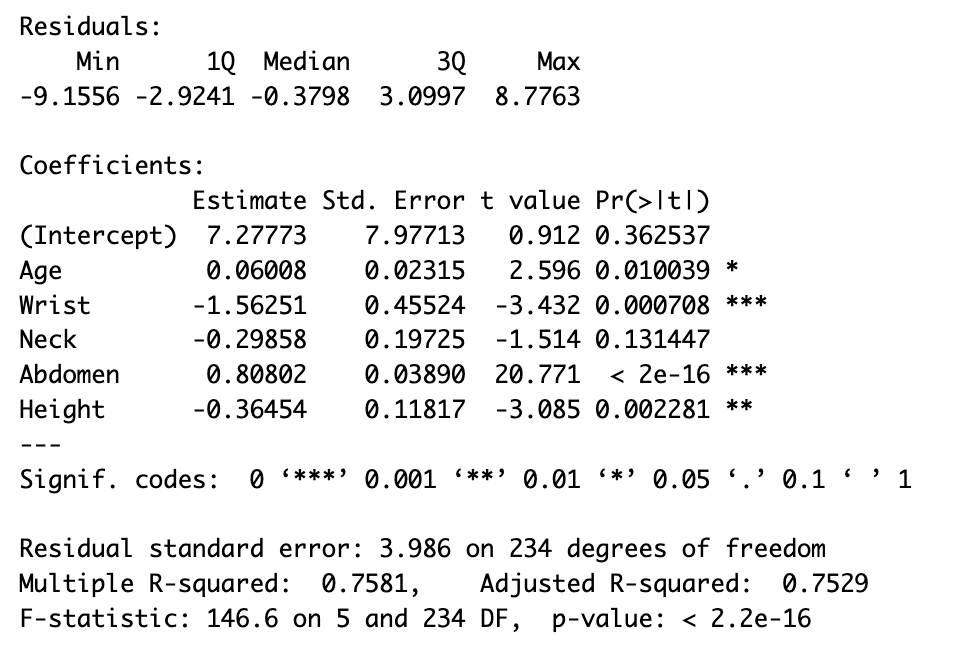 Residuals:
    Min      1Q  Median      3Q     Max
-9.1556 -2.9241 -0.3798  3.0997  8.7763

Coefficients:
            Estimate Std. Error t value Pr(>|t|)
(Intercept)  7.27773    7.97713   0.912 0.362537
Age          0.06008    0.02315   2.596 0.010039 *
Wrist       -1.56251    0.45524  -3.432 0.000708 ***
Neck        -0.29858    0.19725  -1.514 0.131447
Abdomen      0.80802    0.03890  20.771  < 2e-16 ***
Height      -0.36454    0.11817  -3.085 0.002281 **
---
Signif. codes:  0 ‘***’ 0.001 ‘**’ 0.01 ‘*’ 0.05 ‘.’ 0.1 ‘ ’ 1

Residual standard error: 3.986 on 234 degrees of freedom
Multiple R-squared:  0.7581,    Adjusted R-squared:  0.7529
F-statistic: 146.6 on 5 and 234 DF,  p-value: < 2.2e-16